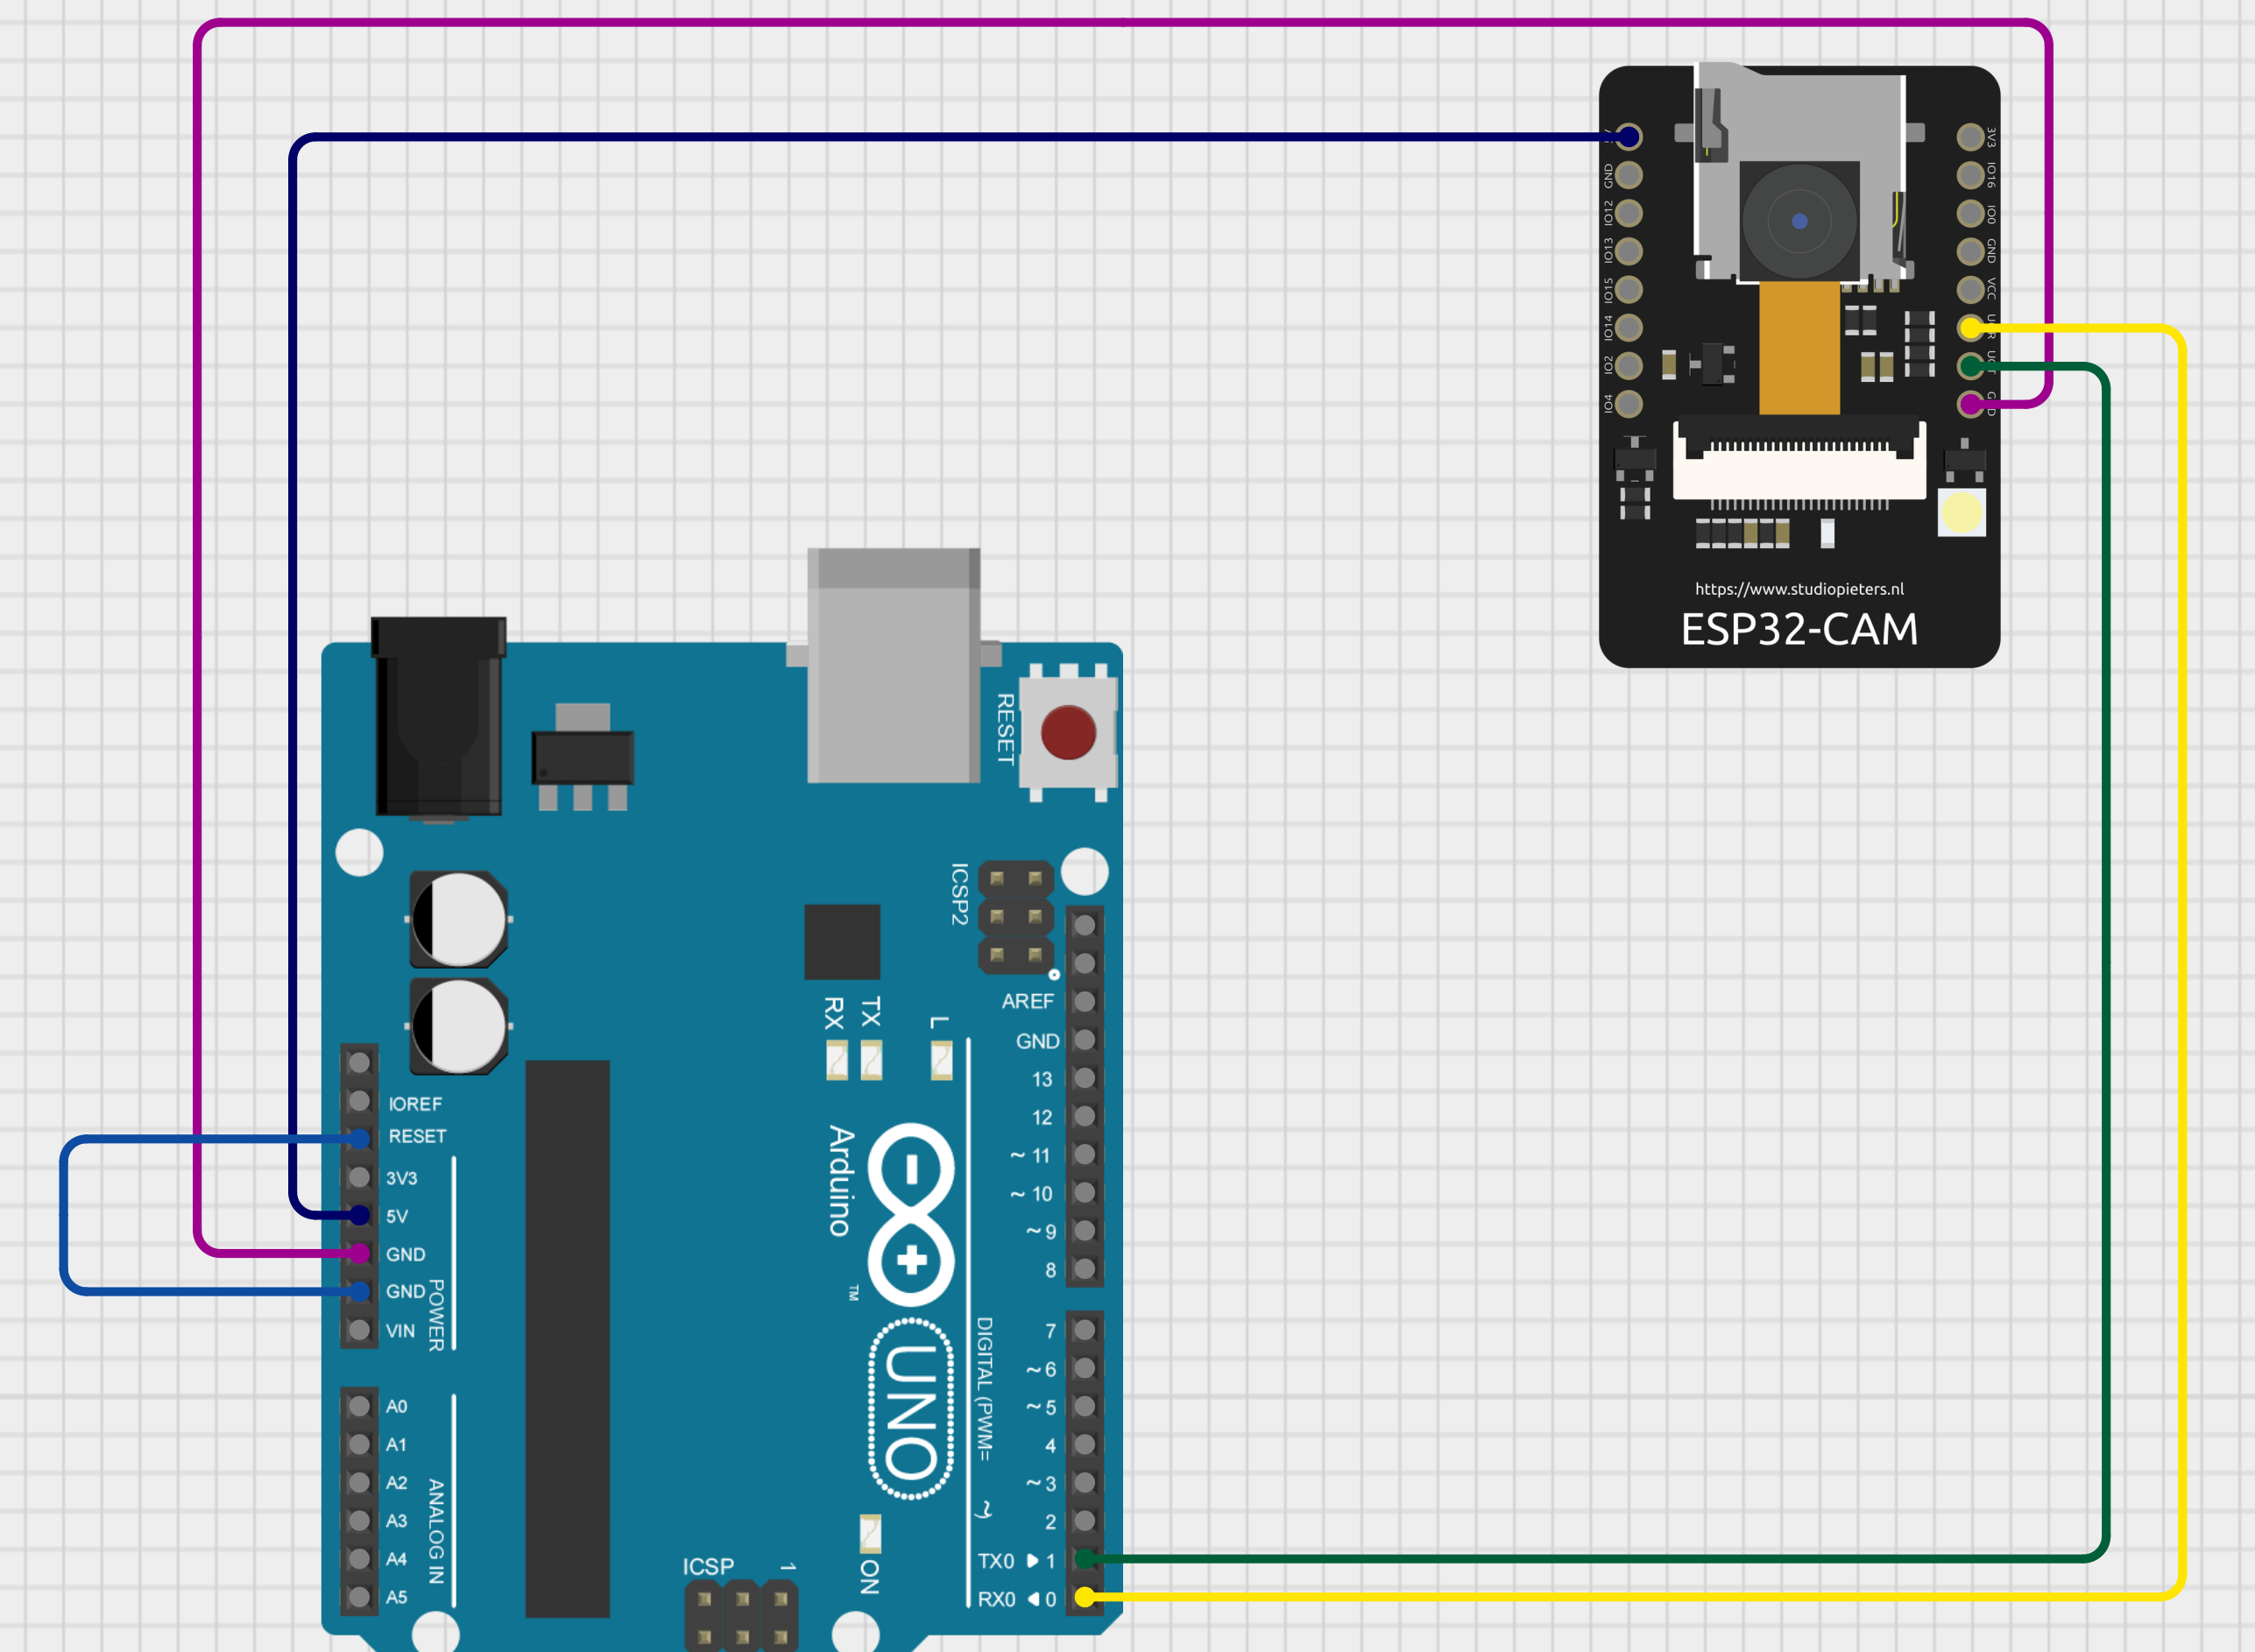 GND
IO12
IO13
IO15
IO14
IO2
IO4
3V3
IO16
IO0
GND
VCC
https://www.studiopieters.nl
ESP32-CAM
RESET
ICSP2
AREF
GND
13
12
~ 11
~ 10
~ 9
8
RX
TX
L
IOREF
RESET
3V3
5V
GND
GND
VIN
POWER
Arduino
TM
UNO
DIGITAL (PWM= ~)
7
~ 6
~ 5
4
~ 3
2
TX0 ▶ 1
RX0 ◀ 0
A0
A1
A2
A3
A4
A5
ANALOG IN
ICSP
1
ON